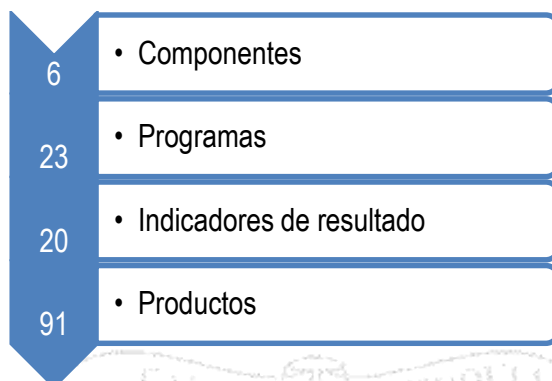 6
• Componentes
23
• Programas
20
• Indicadores de resultado
91
• Productos